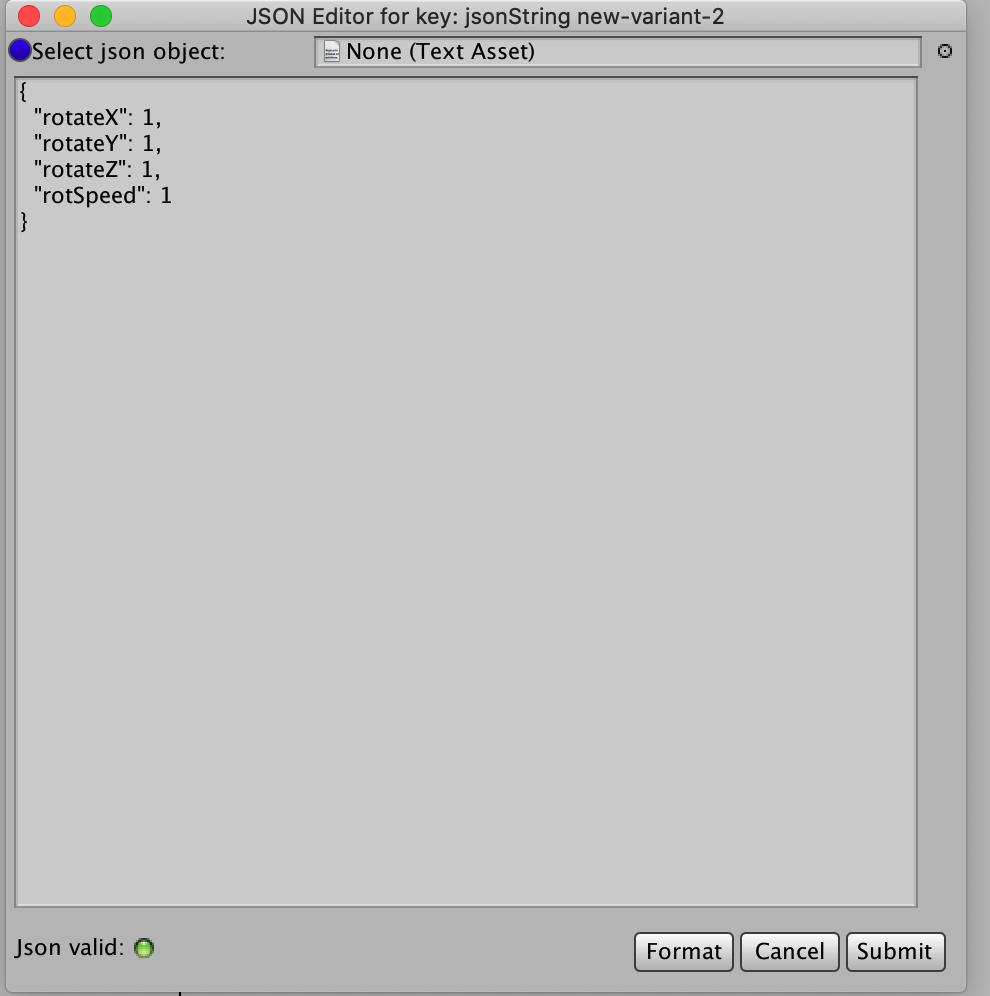 JSON Editor for key: jsonString new-variant-2
Select json object: None (Text Asset)
{
"rotateX": 1,
"rotateY": 1,
"rotateZ": 1,
"rotSpeed": 1
}
Json valid: Format Cancel Submit